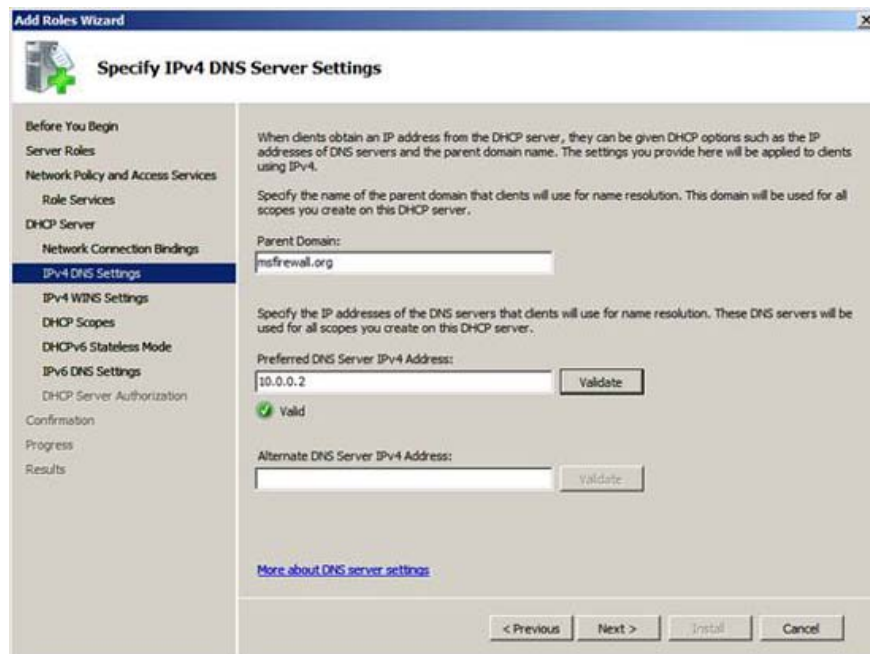 Add Roles Wizard
Specify IPv4 DNS Server Settings
Before You Begin
Server Roles
Network Policy and Access Services
Role Services
DHCP Server
Network Connection Bindings
IPv4 DNS Settings
IPv4 WINS Settings
DHCP Scopes
DHCPv6 Stateless Mode
IPv6 DNS Settings
DHCP Server Authorization
Confirmation
Progress
Results
When clients obtain an IP address from the DHCP server, they can be given DHCP options such as the IP
addresses of DNS servers and the parent domain name. The settings you provide here will be applied to clients
using IPv4.
Specify the name of the parent domain that clients will use for name resolution. This domain will be used for all
scopes you create on this DHCP server.
Parent Domain:
msfirewall.org
Specify the IP addresses of the DNS servers that clients will use for name resolution. These DNS servers will be
used for all scopes you create on this DHCP server.
Preferred DNS Server IPv4 Address:
10.0.0.2
Validate
Valid
Alternate DNS Server IPv4 Address:
Validate
More about DNS server settings
< Previous
Next >
Install
Cancel